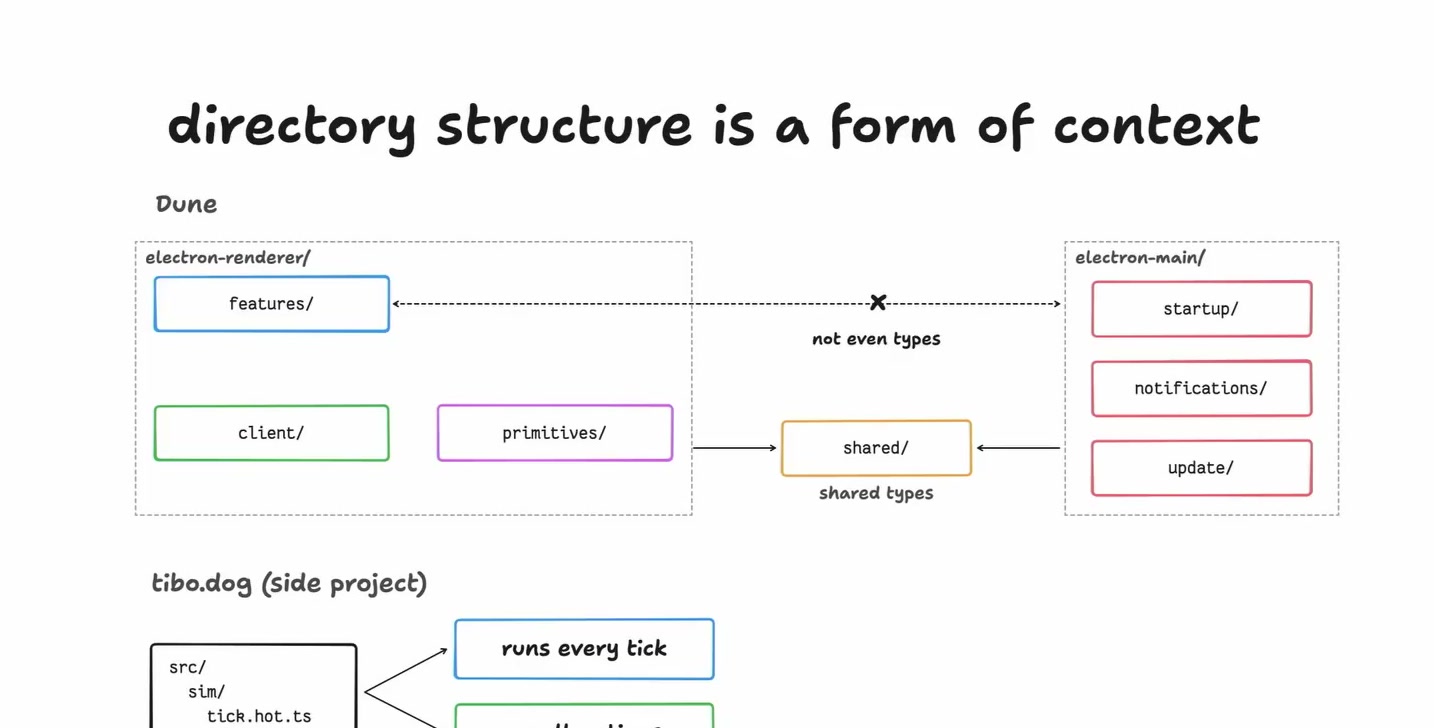 directory structure is a form of context
Dune
electron-renderer/
electron-main/
features/
startup/
not even types
notifications/
client/
primitives/
shared/
update/
shared types
tibo.dog (side project)
runs every tick
src/
sim/
tick.hot.ts